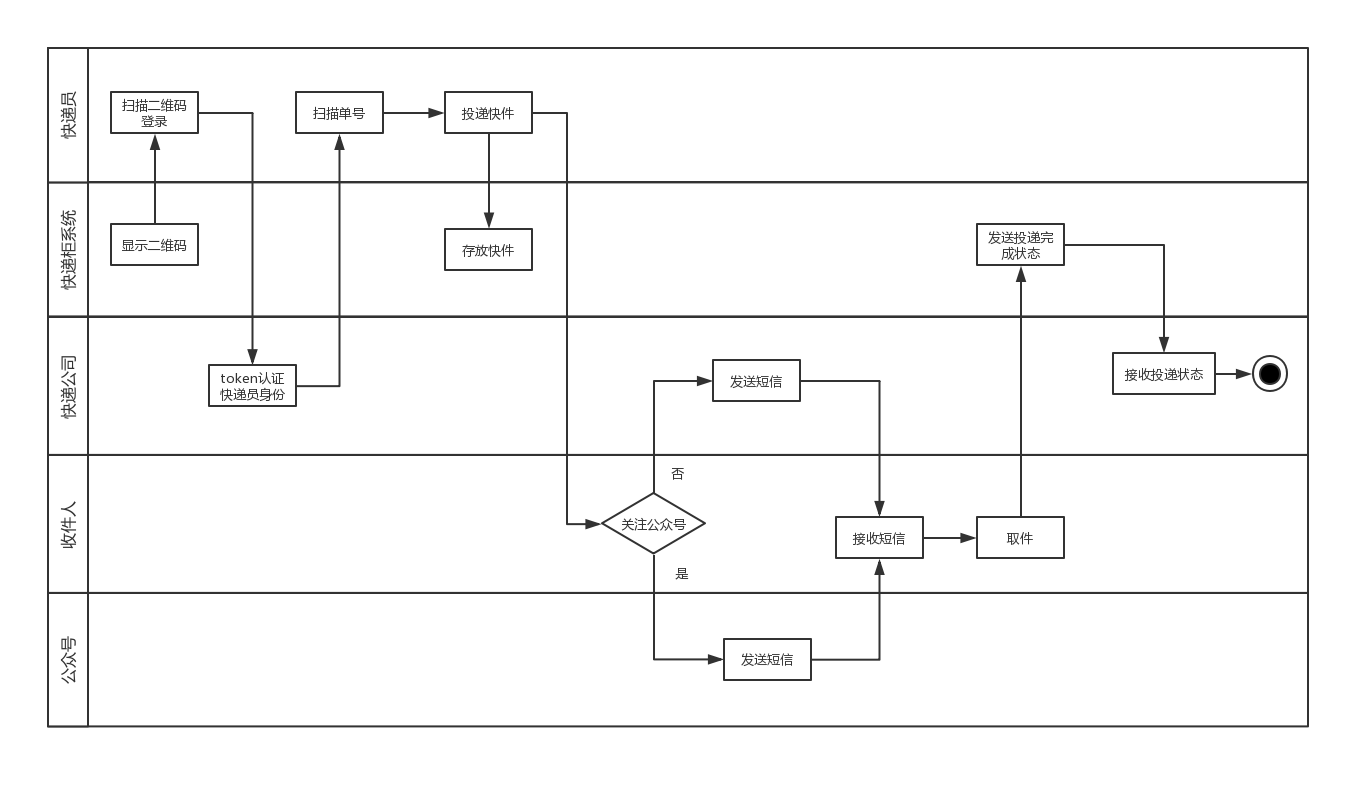 快递员
扫描二维码
登录
扫描单号
投递快件
快递柜系统
显示二维码
存放快件
发送投递完
成状态
快递公司
token认证
快递员身份
发送短信
接收投递状态
收件人
否
关注公众号
是
接收短信
取件
公众号
发送短信